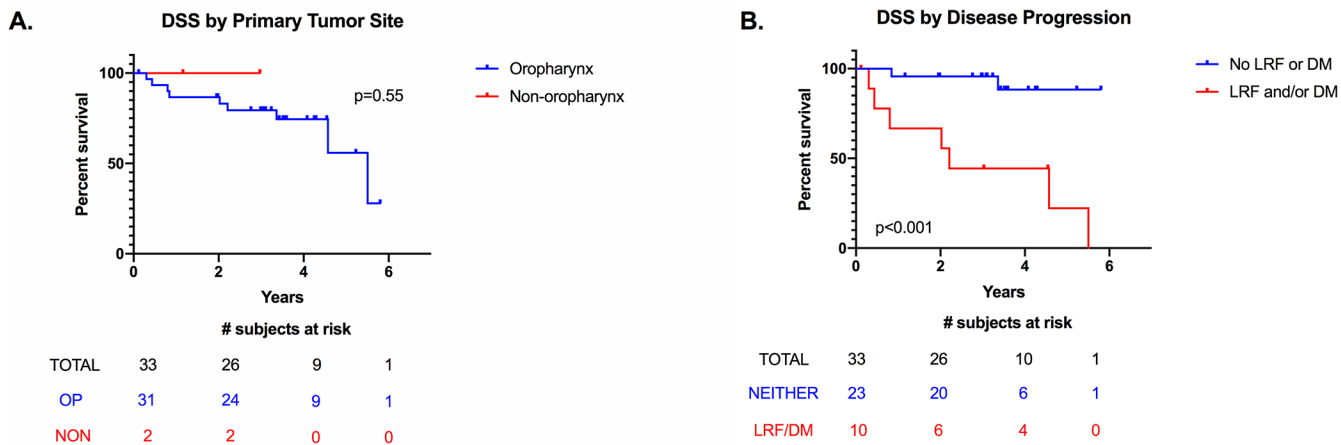 A.
DSS by Primary Tumor Site
Percent survival
100
50
0
0 2 4 6
Years
p=0.55
Oropharynx
Non-oropharynx
# subjects at risk
TOTAL 33 26 9 1
OP 31 24 9 1
NON 2 2 0 0
B.
DSS by Disease Progression
Percent survival
100
50
0
0 2 4 6
Years
p<0.001
No LRF or DM
LRF and/or DM
# subjects at risk
TOTAL 33 26 10 1
NEITHER 23 20 6 1
LRF/DM 10 6 4 0